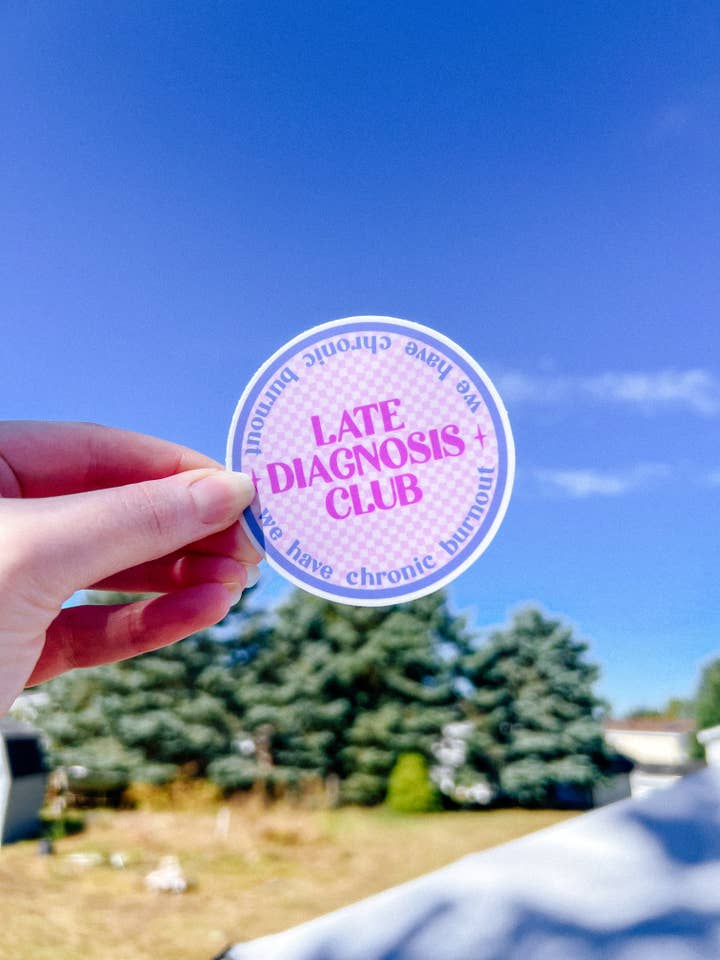 we have chronic burnout
LATE
DIAGNOSIS
CLUB
we have chronic burnout